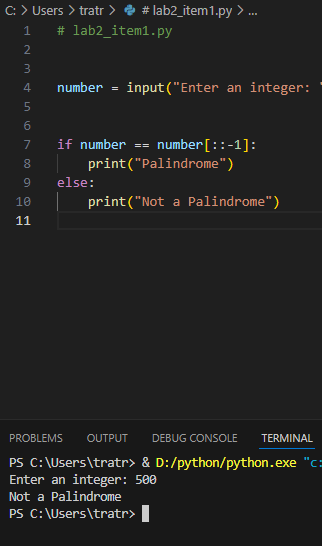 C: > Users > tratr > # lab2_item1.py > ...
1 # lab2_item1.py
2
3
4 number = input("Enter an integer: "
5
6
7 if number == number[::-1]:
8 print("Palindrome")
9 else:
10 print("Not a Palindrome")
11
PROBLEMS OUTPUT DEBUG CONSOLE TERMINAL
PS C:\Users\tratr> & D:/python/python.exe "c:
Enter an integer: 500
Not a Palindrome
PS C:\Users\tratr>